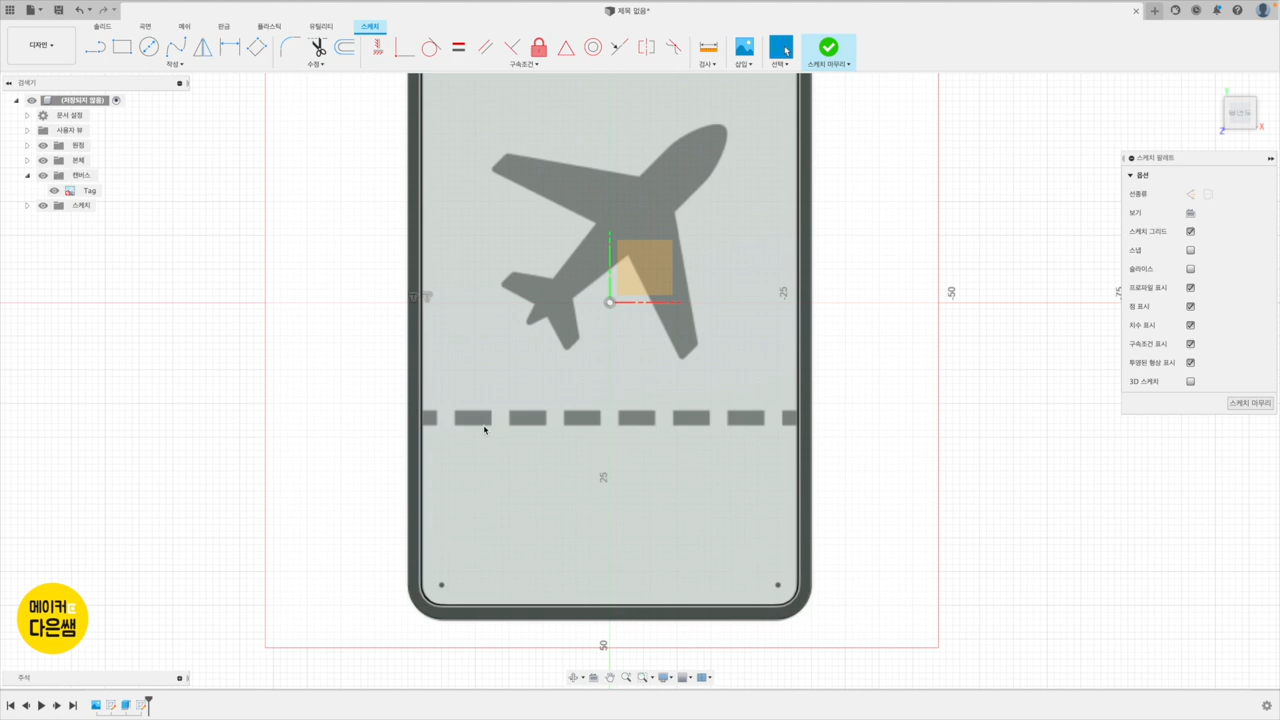 제목 없음*
솔리드
곡면
메쉬
판금
플라스틱
유틸리티
스케치
디자인
작성
수정
구속조건
검사
삽입
선택
스케치 마무리
검색기
(저장되지 않음)
문서 설정
사용자 뷰
원점
본체
캔버스
Tag
스케치
Y
X
Z
스케치 팔레트
옵션
선종류
보기
스케치 그리드
스냅
슬라이스
프로파일 표시
점 표시
치수 표시
구속조건 표시
투영된 형상 표시
3D 스케치
스케치 마무리
-25
-50
25
50
메이커
다은쌤
주석